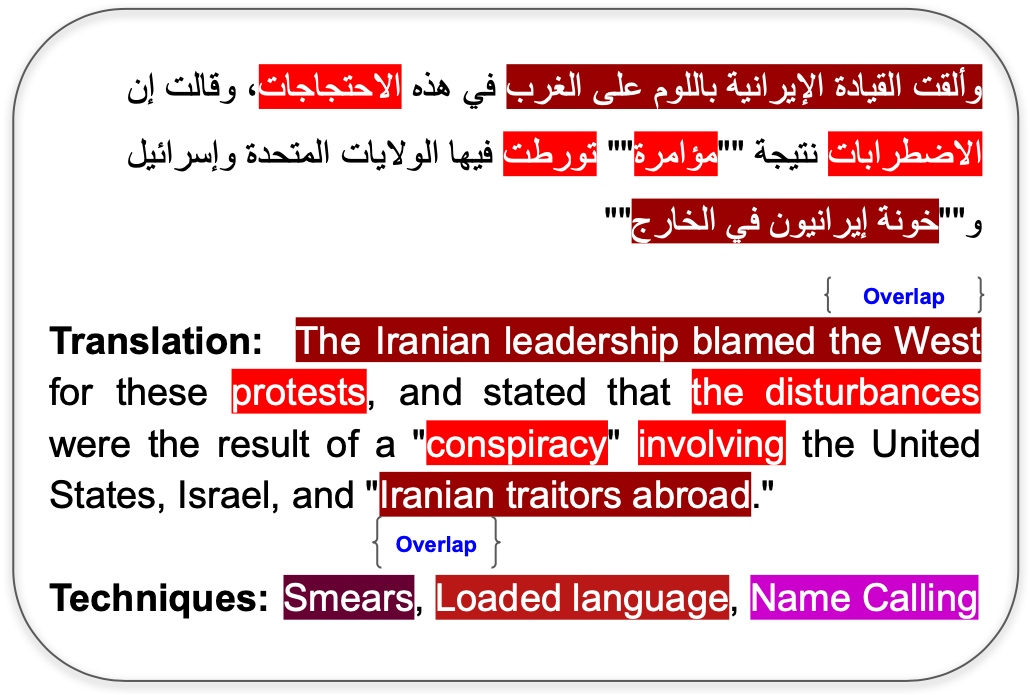 وألقت القيادة الإيرانية باللوم على الغرب في هذه الاحتجاجات، وقالت إن
الاضطرابات نتيجة ""مؤامرة"" تورطت فيها الولايات المتحدة وإسرائيل
و""خونة إيرانيون في الخارج""
Overlap
Translation: The Iranian leadership blamed the West
for these protests, and stated that the disturbances
were the result of a "conspiracy" involving the United
States, Israel, and "Iranian traitors abroad."
Overlap
Techniques: Smears, Loaded language, Name Calling